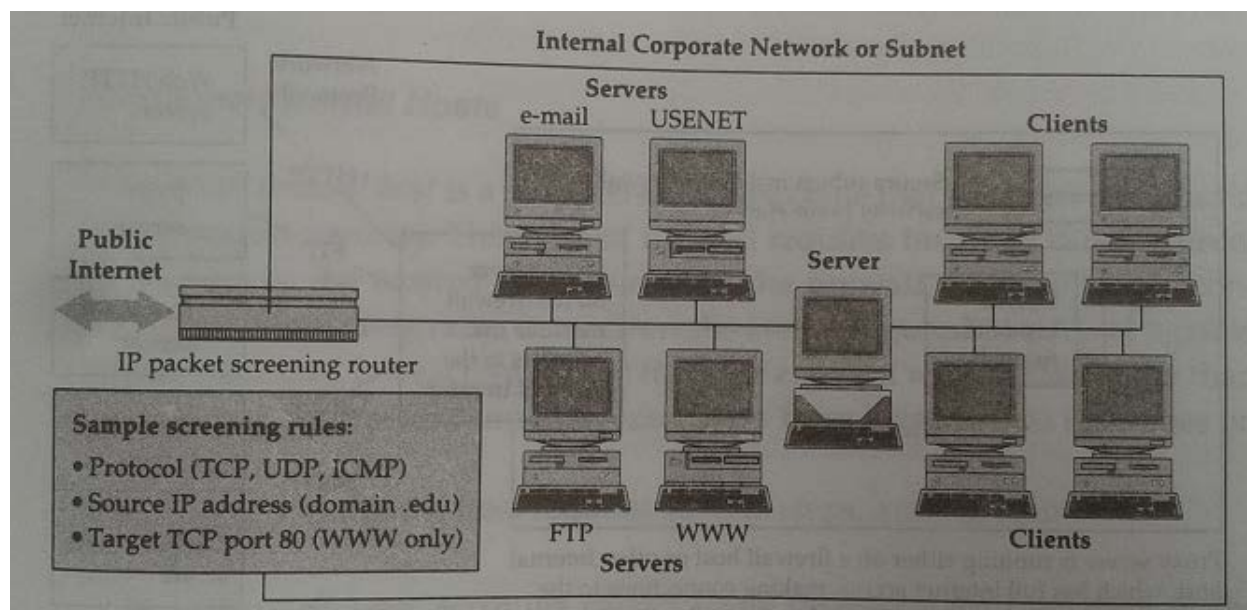 Internal Corporate Network or Subnet
Servers
e-mail USENET
Clients
Public
Internet
Server
IP packet screening router
Sample screening rules:
• Protocol (TCP, UDP, ICMP)
• Source IP address (domain .edu)
• Target TCP port 80 (WWW only)
FTP WWW
Servers
Clients